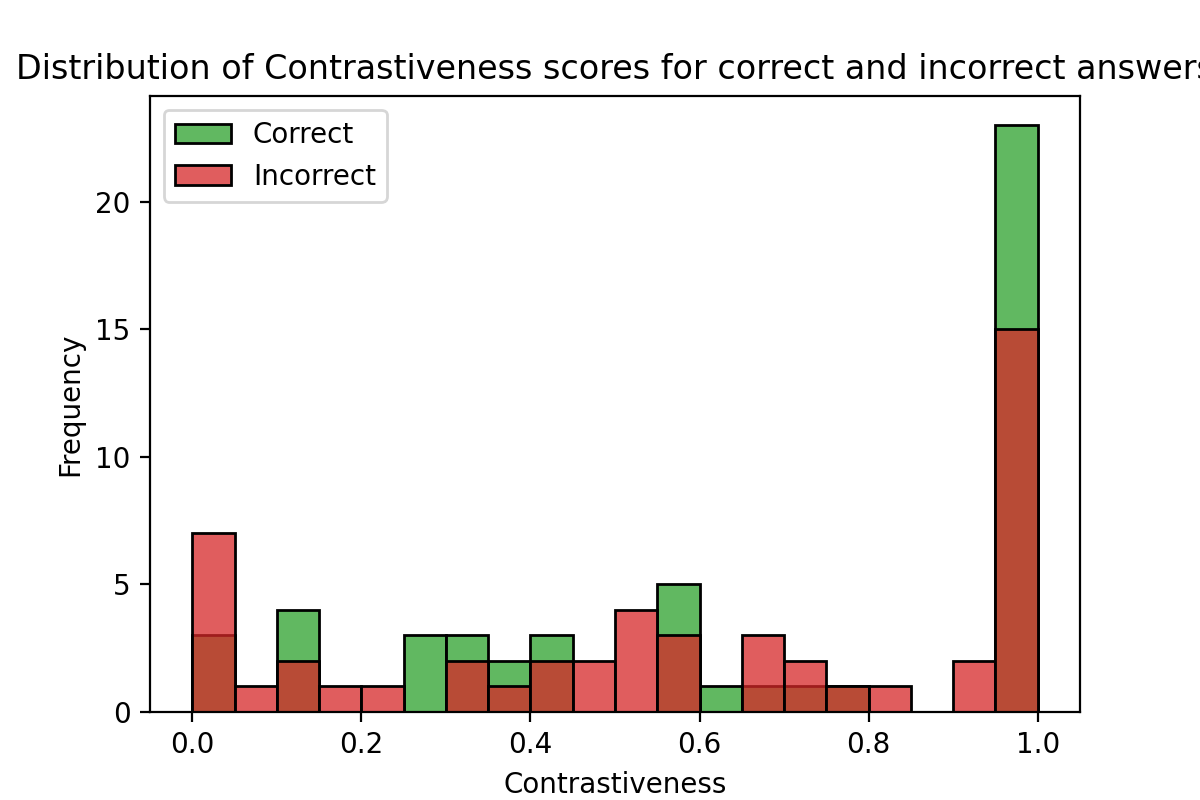 Distribution of Contrastiveness scores for correct and incorrect answers
Correct
Incorrect
20
15
10
5
0
Frequency
0.0 0.2 0.4 0.6 0.8 1.0
Contrastiveness